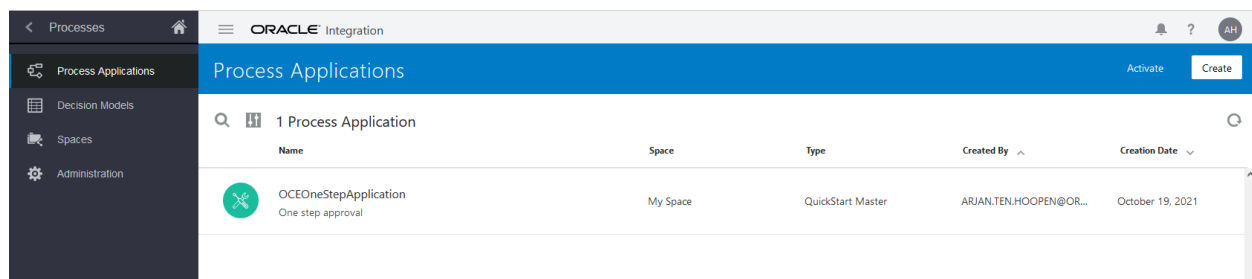 Processes
ORACLE Integration
?
AH
Process Applications
Decision Models
Spaces
Administration
Process Applications
Activate
Create
1 Process Application
Name Space Type Created By Creation Date
OCEOneStepApplication
One step approval
My Space QuickStart Master ARJAN.TEN.HOOPEN@OR... October 19, 2021